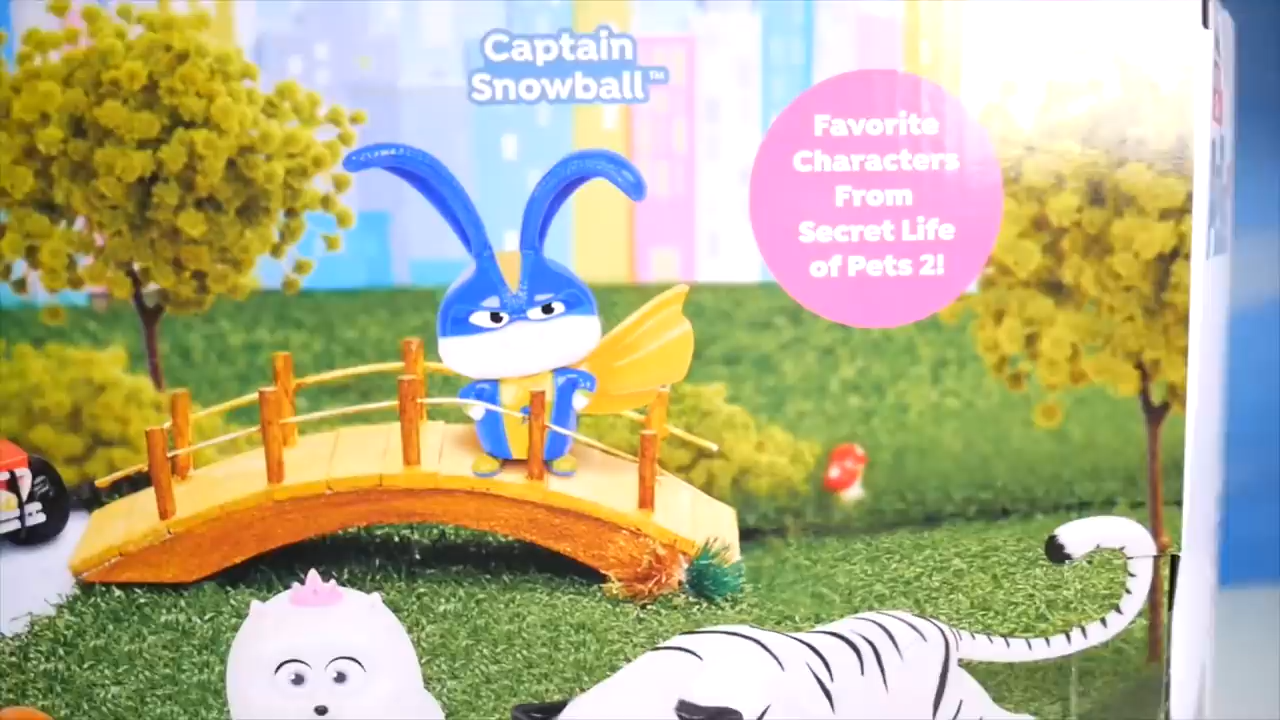 Captain
Snowball™
Favorite
Characters
From
Secret Life
of Pets 2!